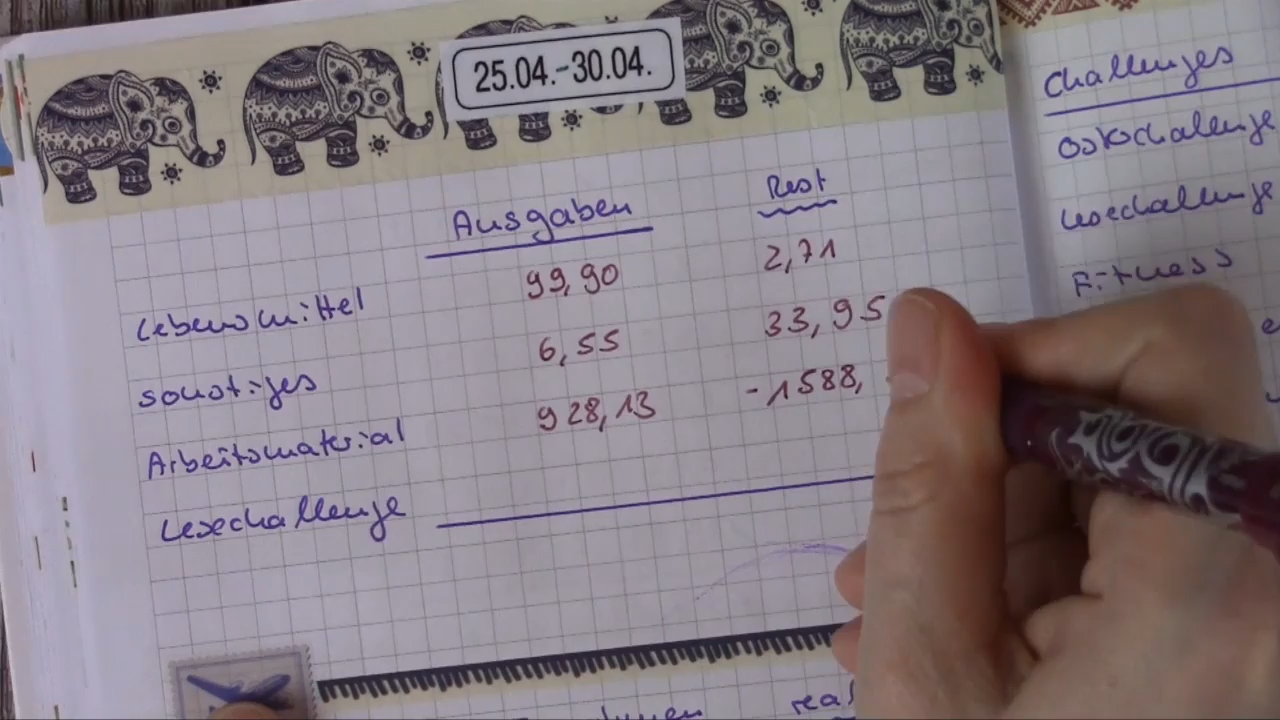 25.04.-30.04.
Ausgaben Rest
Lebensmittel 99,90 2,71
sonstiges 6,55 33,95
Arbeitsmaterial 928,13 -1588,
Lesechallenge
Challenges
Lesechallenge
Fitness